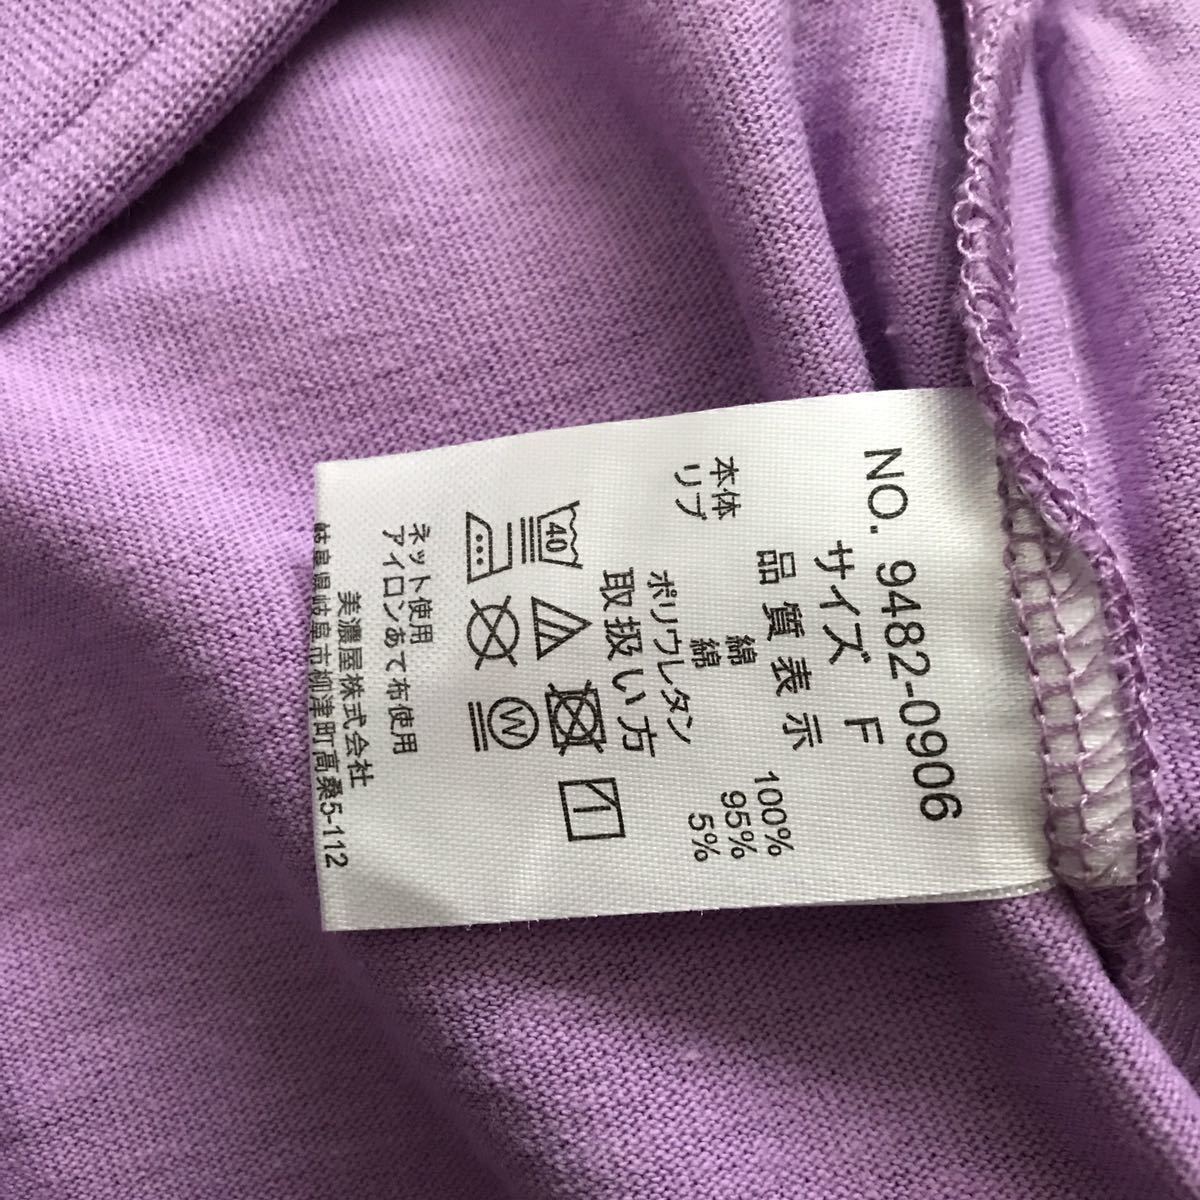 NO. 9482-0906
サイズ F
品質表示
本体 綿 100%
リブ 綿 95%
ポリウレタン 5%
取扱い方
40
W
ネット使用
アイロンあて布使用
美濃屋株式会社
岐阜県岐阜市柳津町高桑5-112